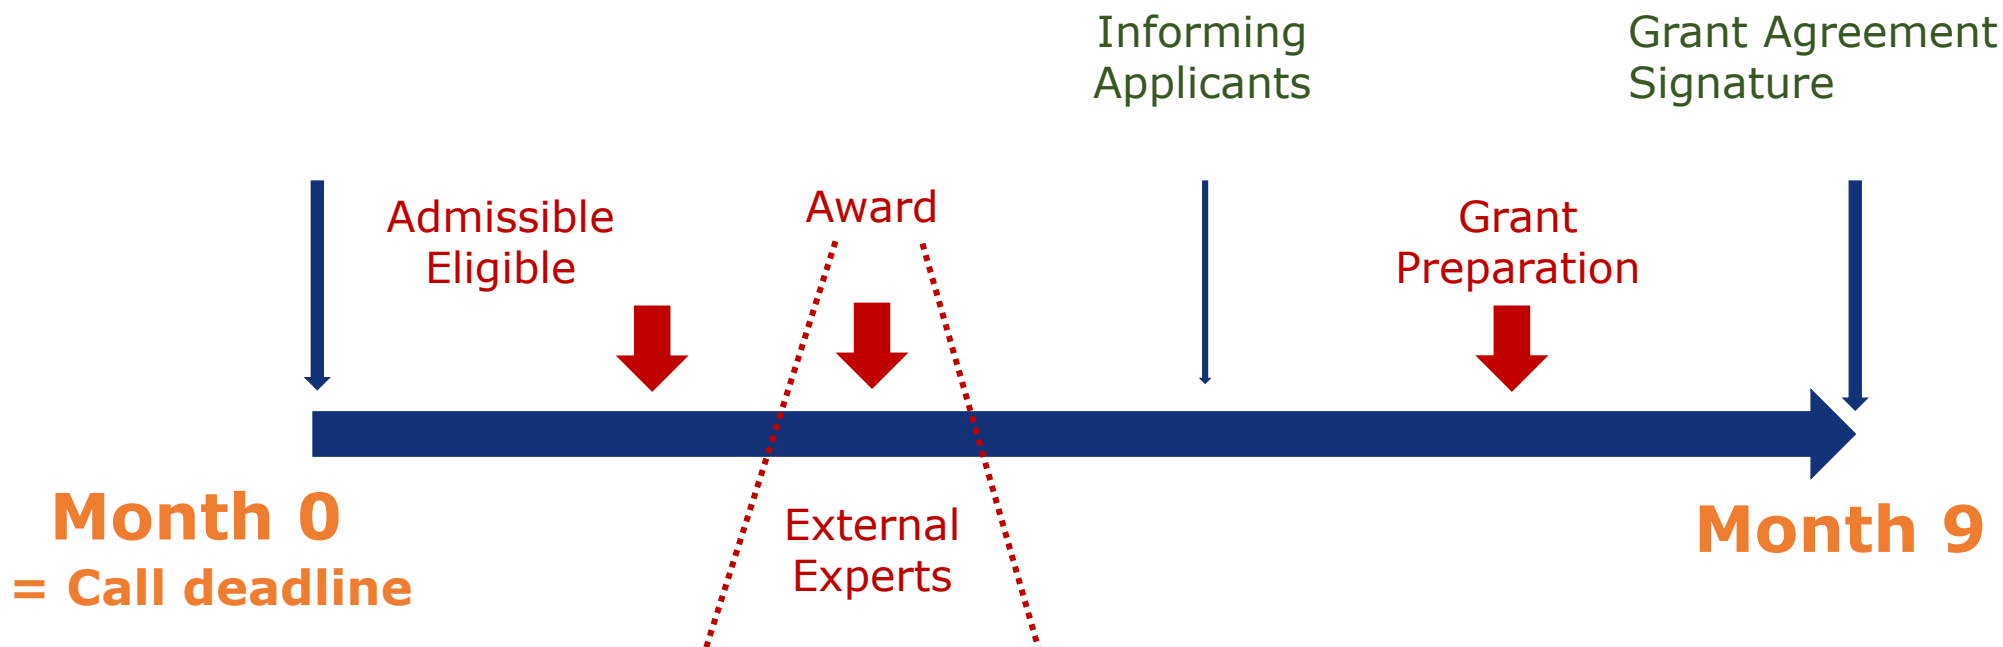 Informing
Applicants
Grant Agreement
Signature
Admissible
Eligible
Award
Grant
Preparation
Month 0
= Call deadline
External
Experts
Month 9